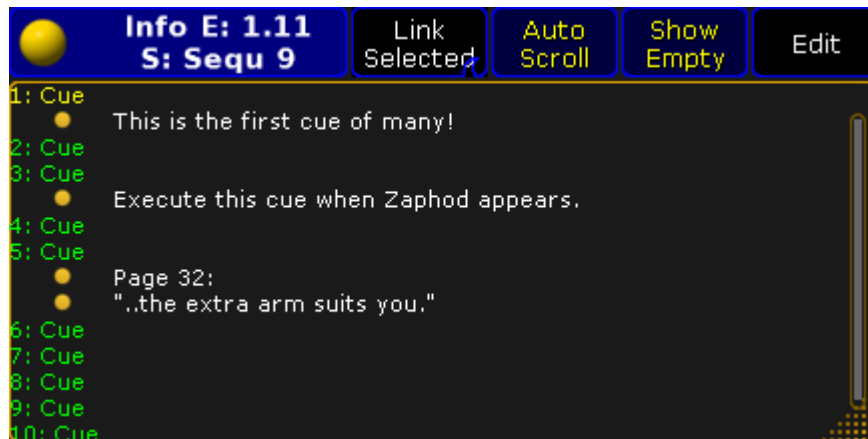 Info E: 1.11
S: Sequ 9
Link
Selected
Auto
Scroll
Show
Empty
Edit
1: Cue
This is the first cue of many!
2: Cue
3: Cue
Execute this cue when Zaphod appears.
4: Cue
5: Cue
Page 32:
"..the extra arm suits you."
6: Cue
7: Cue
8: Cue
9: Cue
10: Cue